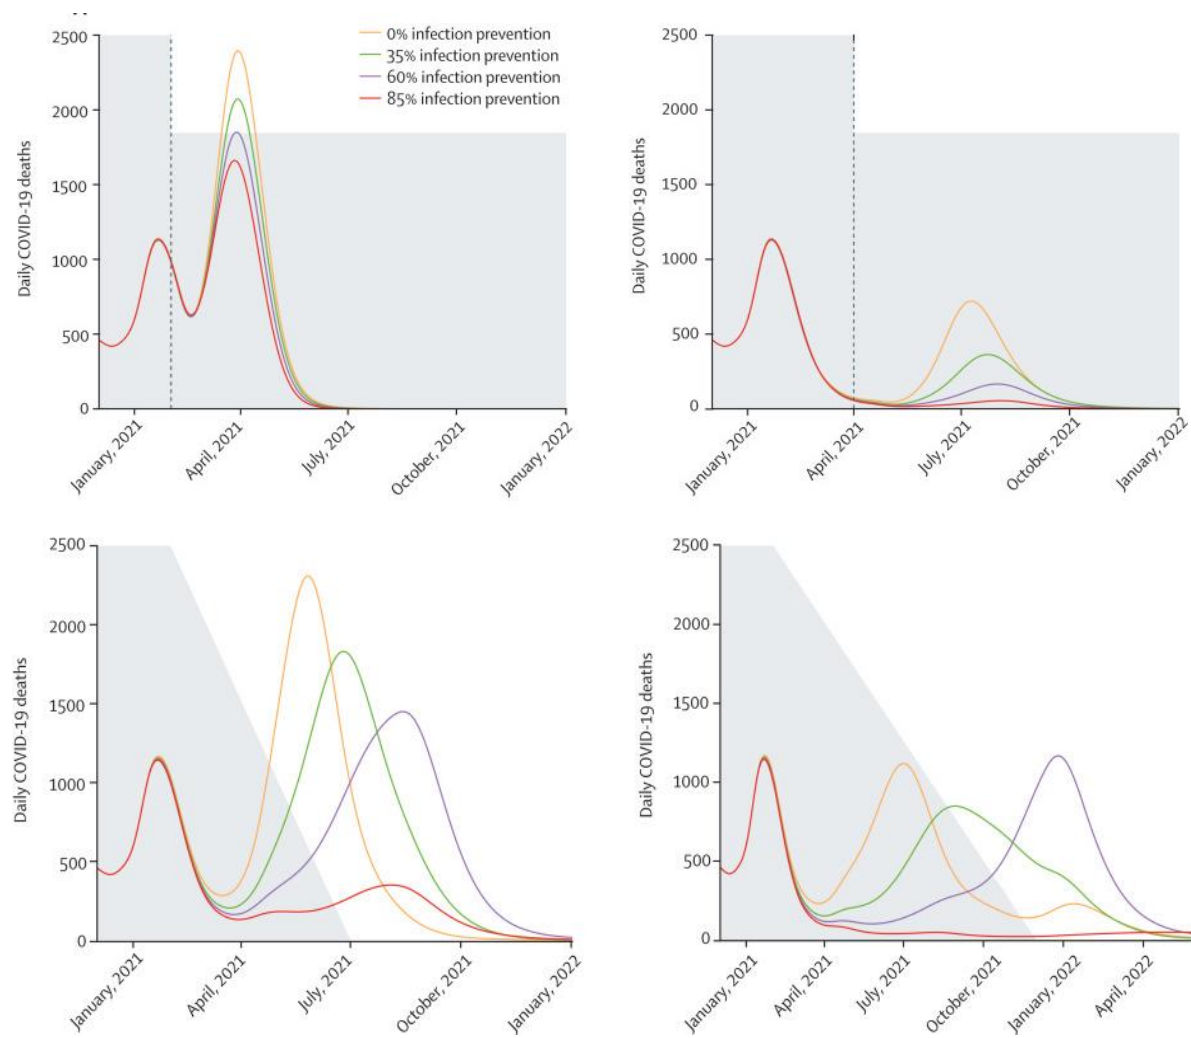 2500
2000
1500
1000
500
0
Daily COVID-19 deaths
0% infection prevention
35% infection prevention
60% infection prevention
85% infection prevention
January, 2021
April, 2021
July, 2021
October, 2021
January, 2022
2500
2000
1500
1000
500
0
Daily COVID-19 deaths
January, 2021
April, 2021
July, 2021
October, 2021
January, 2022
2500
2000
1500
1000
500
0
Daily COVID-19 deaths
January, 2021
April, 2021
July, 2021
October, 2021
January, 2022
2500
2000
1500
1000
500
0
Daily COVID-19 deaths
January, 2021
April, 2021
July, 2021
October, 2021
January, 2022
April, 2022